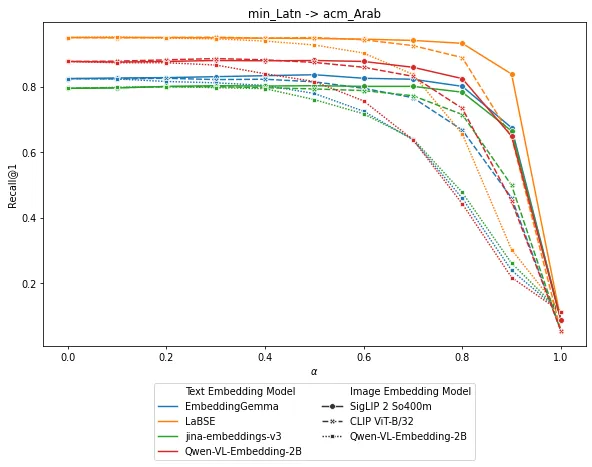 min_Latn -> acm_Arab
Recall@1
0.8
0.6
0.4
0.2
0.0 0.2 0.4 0.6 0.8 1.0
α
Text Embedding Model Image Embedding Model
EmbeddingGemma SigLIP 2 So400m
LaBSE CLIP ViT-B/32
jina-embeddings-v3 Qwen-VL-Embedding-2B
Qwen-VL-Embedding-2B